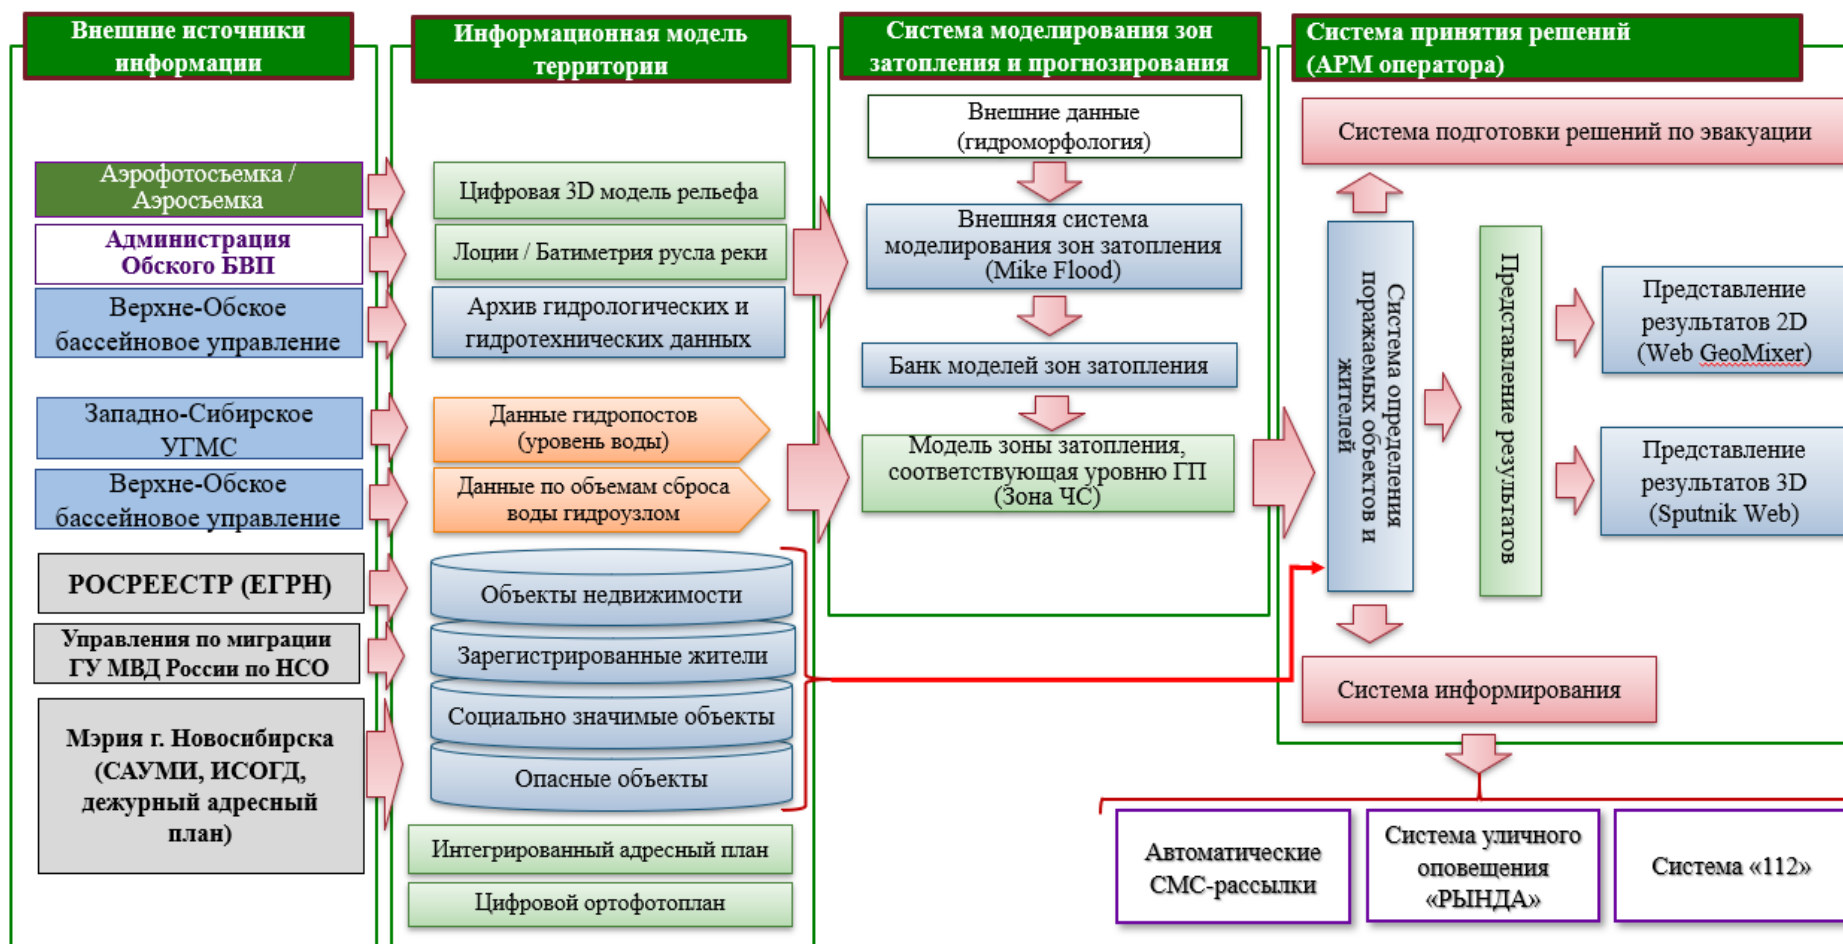 Внешние источники
информации
Аэрофотосъемка /
Аэросъемка
Администрация
Обского БВП
Верхне-Обское
бассейновое управление
Западно-Сибирское
УГМС
Верхне-Обское
бассейновое управление
РОСРЕЕСТР (ЕГРН)
Управления по миграции
ГУ МВД России по НСО
Мэрия г. Новосибирска
(САУМИ, ИСОГД,
дежурный адресный
план)
Информационная модель
территории
Цифровая 3D модель рельефа
Лоции / Батиметрия русла реки
Архив гидрологических и
гидротехнических данных
Данные гидропостов
(уровень воды)
Данные по объемам сброса
воды гидроузлом
Объекты недвижимости
Зарегистрированные жители
Социально значимые объекты
Опасные объекты
Интегрированный адресный план
Цифровой ортофотоплан
Система моделирования зон
затопления и прогнозирования
Внешние данные
(гидроморфология)
Внешняя система
моделирования зон затопления
(Mike Flood)
Банк моделей зон затопления
Модель зоны затопления,
соответствующая уровню ГП
(Зона ЧС)
Система принятия решений
(АРМ оператора)
Система подготовки решений по эвакуации
Система определения
поражаемых объектов и
жителей
Представление результатов
Представление
результатов 2D
(Web GeoMixer)
Представление
результатов 3D
(Sputnik Web)
Система информирования
Автоматические
СМС-рассылки
Система уличного
оповещения
«РЫНДА»
Система «112»